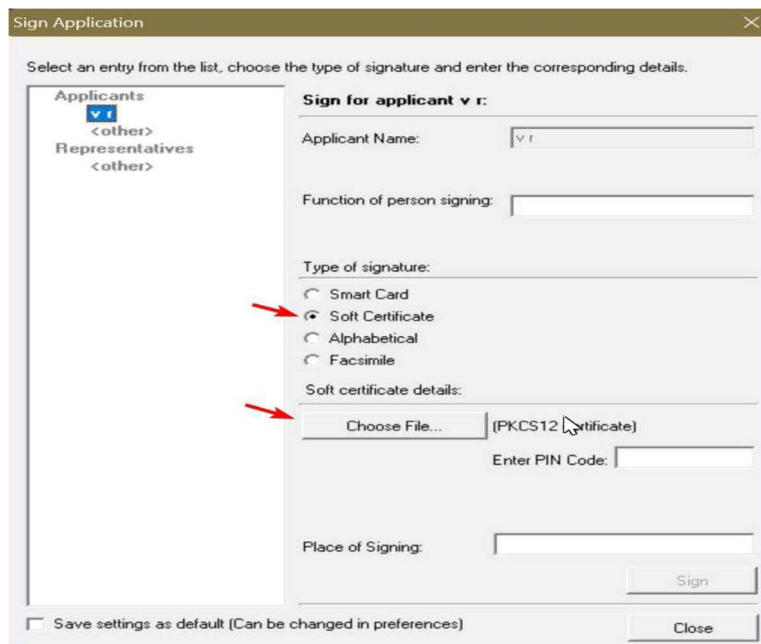 Sign Application
Select an entry from the list, choose the type of signature and enter the corresponding details.
Applicants
v r
<other>
Representatives
<other>
Sign for applicant v r:
Applicant Name: v r
Function of person signing:
Type of signature:
Smart Card
Soft Certificate
Alphabetical
Facsimile
Soft certificate details:
Choose File... (PKCS12
Enter PIN Code:
Place of Signing:
Sign
Save settings as default (Can be changed in preferences)
Close